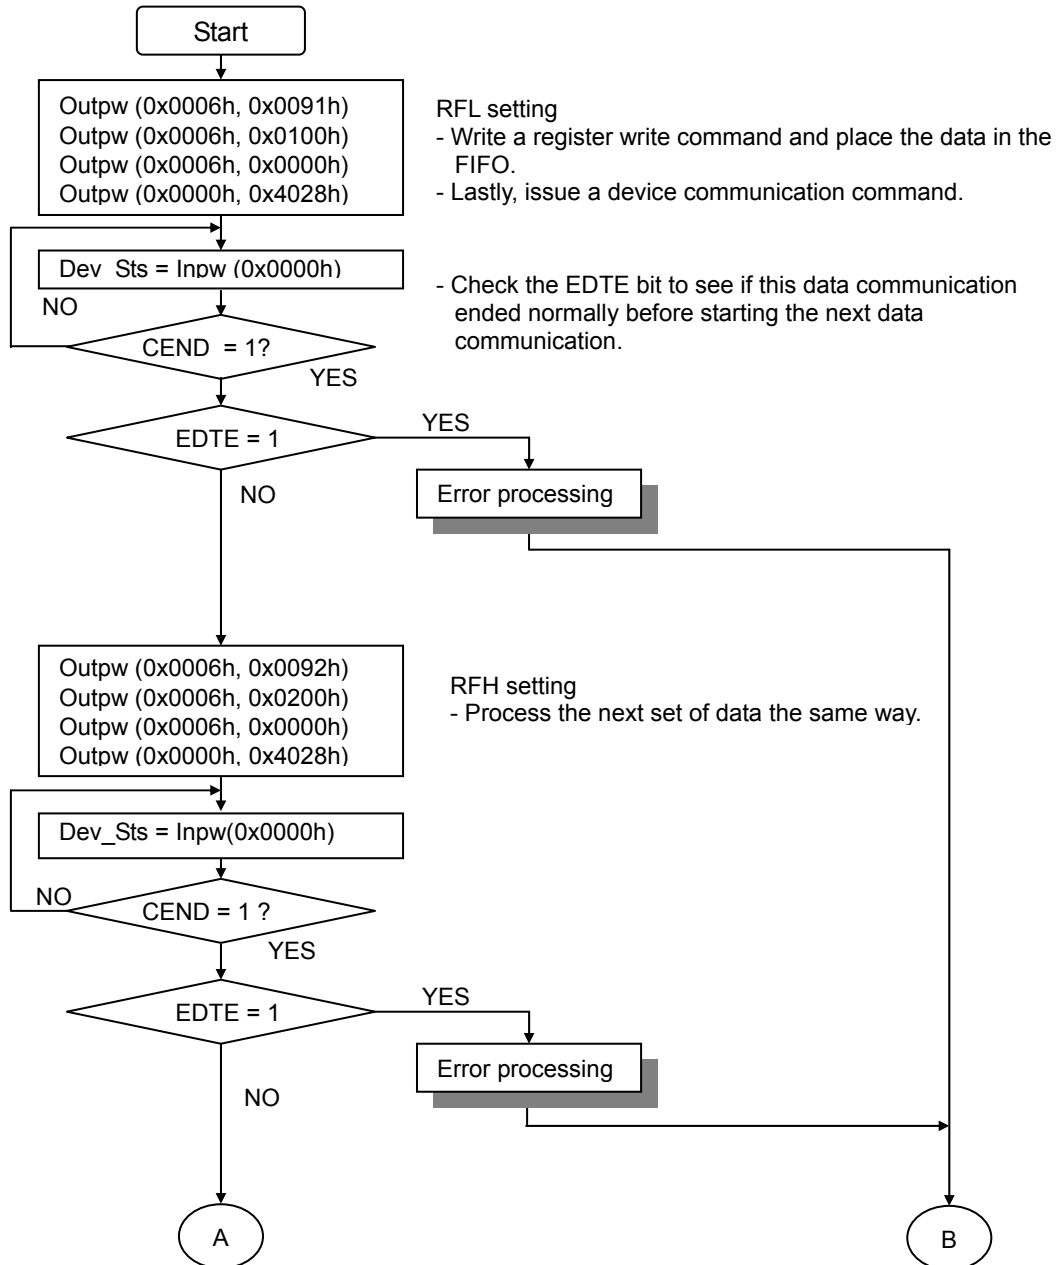 Start
Outpw (0x0006h, 0x0091h)
Outpw (0x0006h, 0x0100h)
Outpw (0x0006h, 0x0000h)
Outpw (0x0000h, 0x4028h)
RFL setting
- Write a register write command and place the data in the
FIFO.
- Lastly, issue a device communication command.
Dev_Sts = Inpw (0x0000h)
- Check the EDTE bit to see if this data communication
ended normally before starting the next data
communication.
NO
CEND = 1?
YES
EDTE = 1
YES
Error processing
NO
Outpw (0x0006h, 0x0092h)
Outpw (0x0006h, 0x0200h)
Outpw (0x0006h, 0x0000h)
Outpw (0x0000h, 0x4028h)
RFH setting
- Process the next set of data the same way.
Dev_Sts = Inpw(0x0000h)
NO
CEND = 1 ?
YES
EDTE = 1
YES
Error processing
NO
A
B